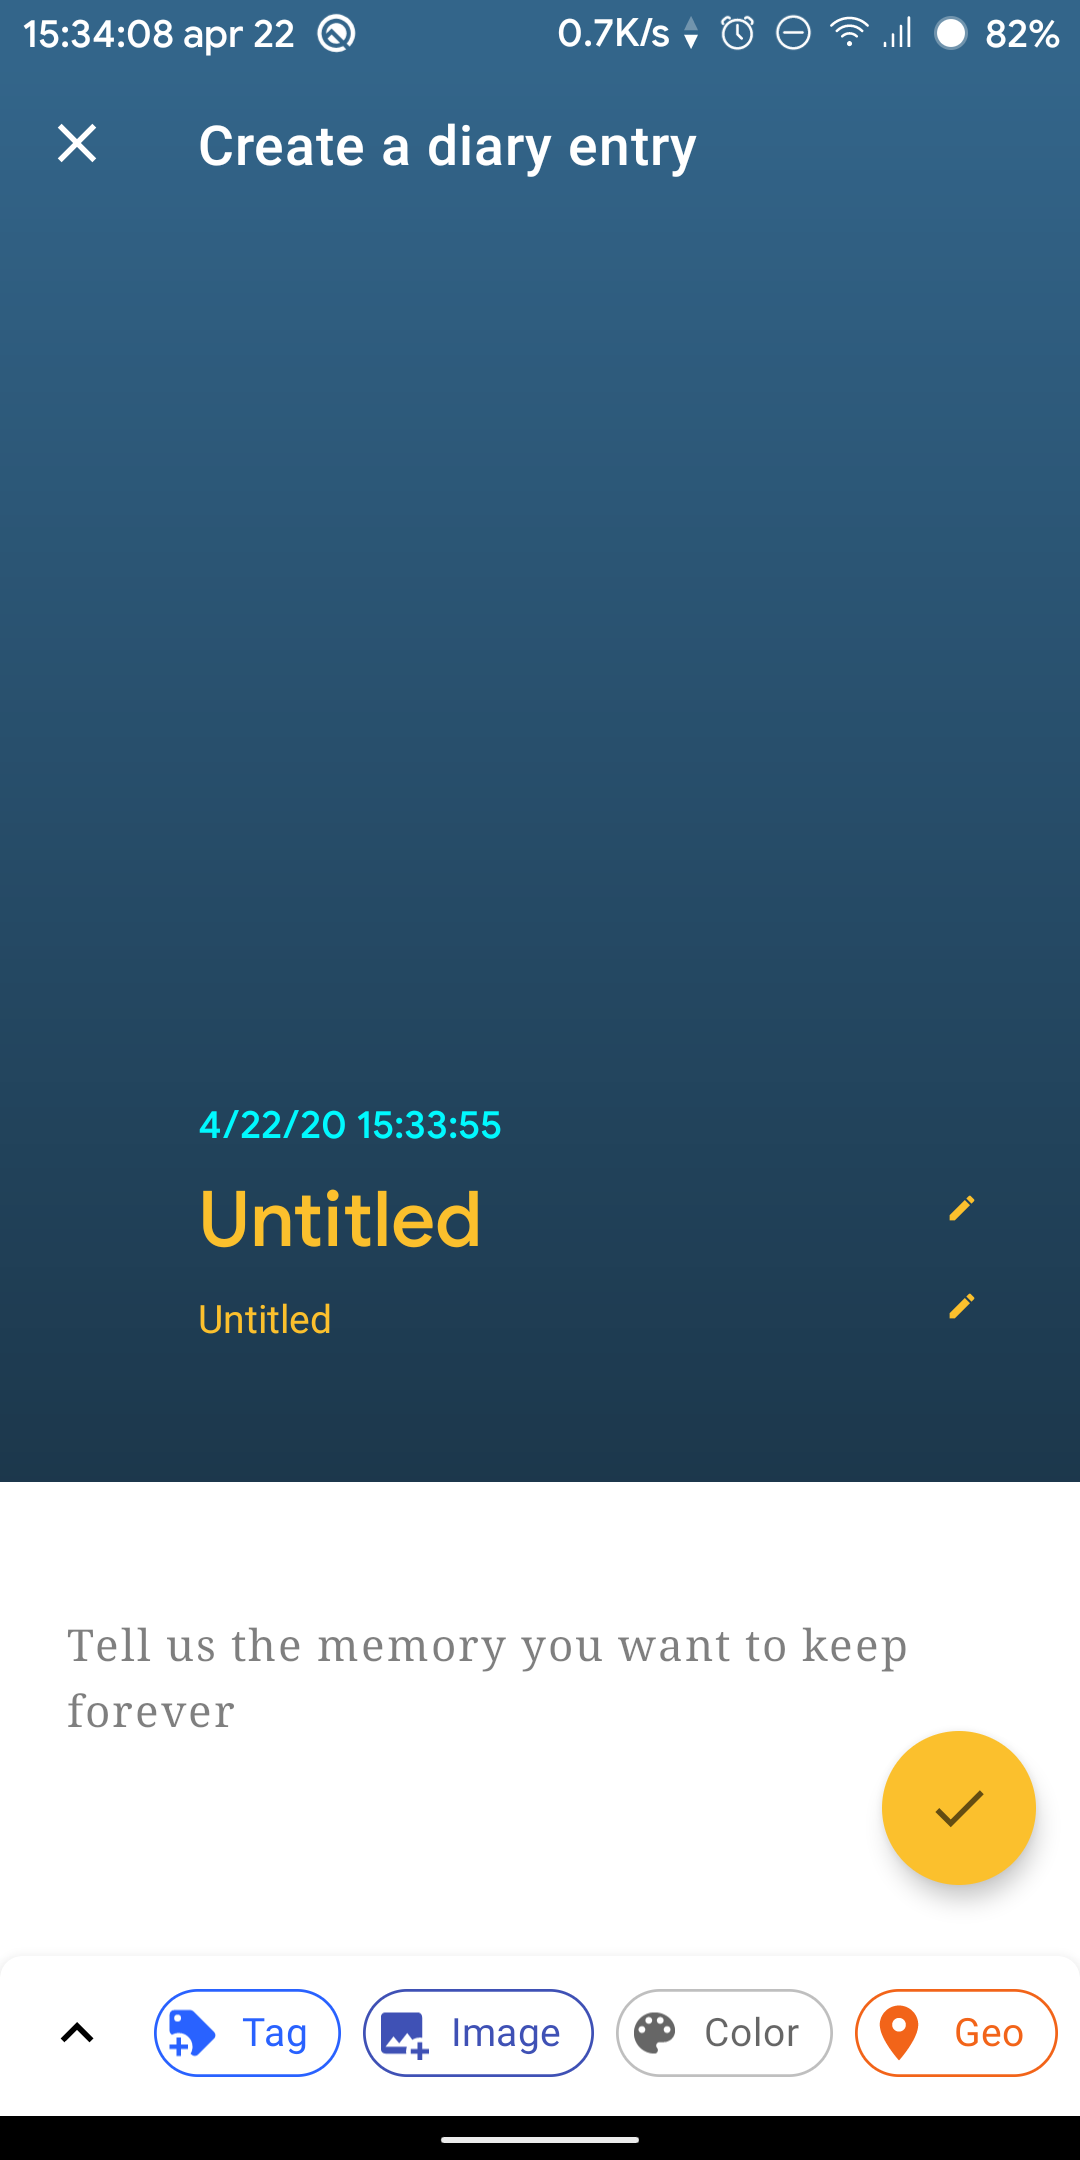 15:34:08 apr 22 0.7K/s 82%
Create a diary entry
4/22/20 15:33:55
Untitled
Untitled
Tell us the memory you want to keep
forever
Tag Image Color Geo